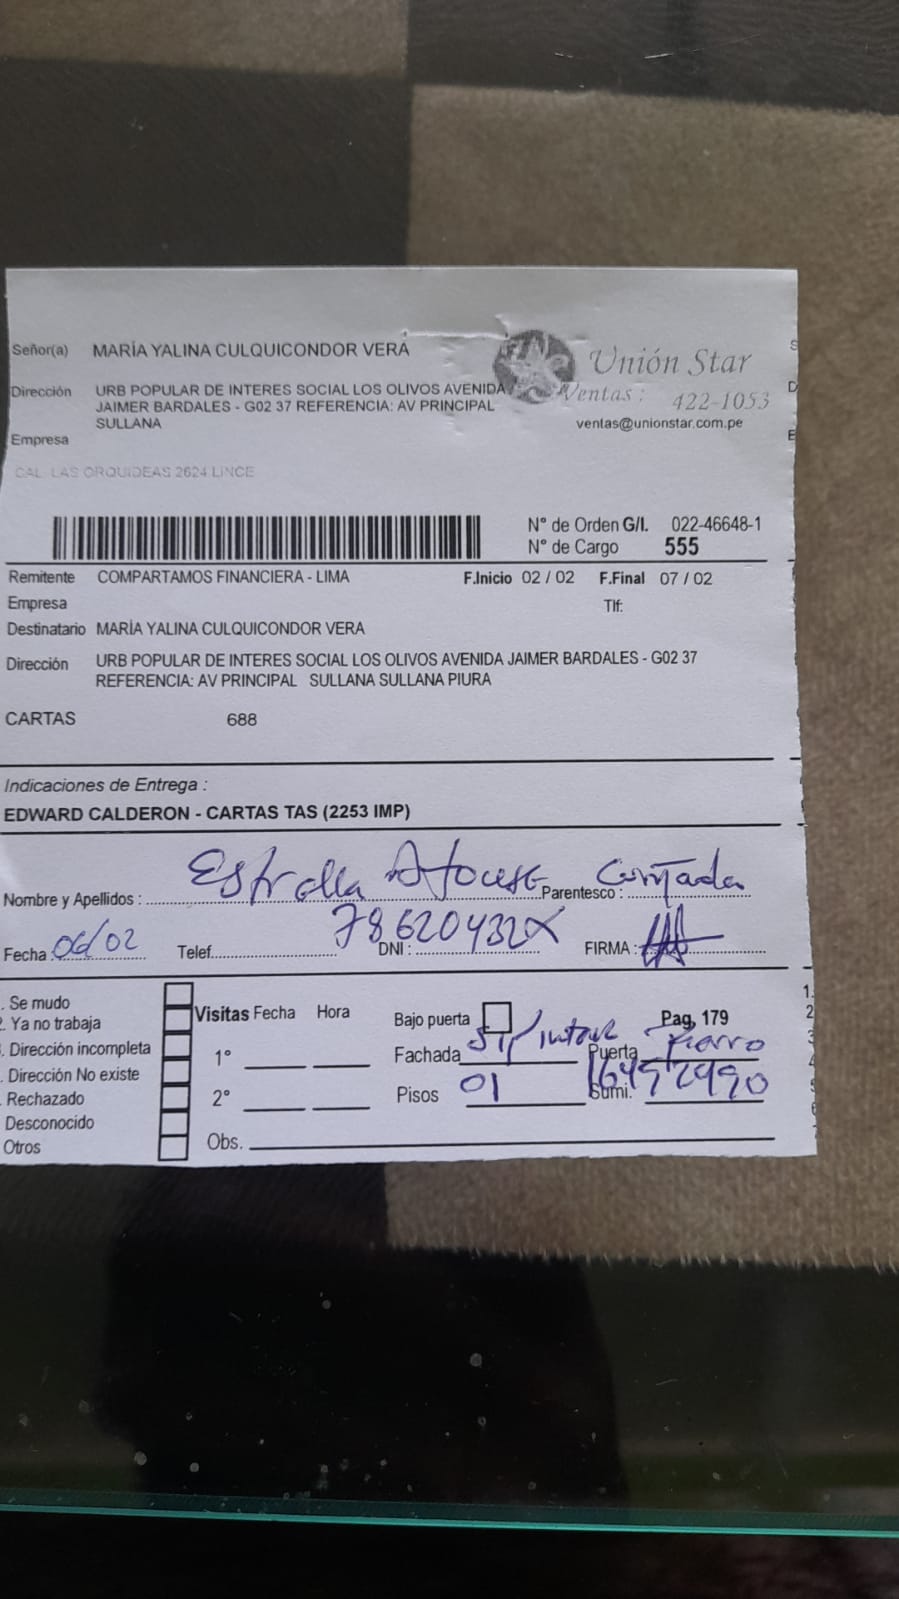 Señor(a) MARÍA YALINA CULQUICONDOR VERA
Unión Star
Dirección URB POPULAR DE INTERES SOCIAL LOS OLIVOS AVENIDA
JAIMER BARDALES - G02 37 REFERENCIA: AV PRINCIPAL
SULLANA
Ventas : 422-1053
ventas@unionstar.com.pe
Empresa
CAL. LAS ORQUIDEAS 2624 LINCE
S
D
E
N° de Orden G/I. 022-46648-1
N° de Cargo 555
Remitente COMPARTAMOS FINANCIERA - LIMA F.Inicio 02 / 02 F.Final 07 / 02
Empresa Tlf:
Destinatario MARÍA YALINA CULQUICONDOR VERA
Dirección URB POPULAR DE INTERES SOCIAL LOS OLIVOS AVENIDA JAIMER BARDALES - G02 37
REFERENCIA: AV PRINCIPAL SULLANA SULLANA PIURA
CARTAS 688
Indicaciones de Entrega :
EDWARD CALDERON - CARTAS TAS (2253 IMP)
Nombre y Apellidos : Estrella Parentesco : Cuñada
Fecha 06/02 Telef. DNI : FIRMA :
. Se mudo
2. Ya no trabaja
. Dirección incompleta
. Dirección No existe
. Rechazado
Desconocido
Otros
Visitas Fecha Hora
1°
2°
Obs.
Bajo puerta Pag, 179
Fachada S/ Puerta Fierro
Pisos 01 Sumi.
1.
2